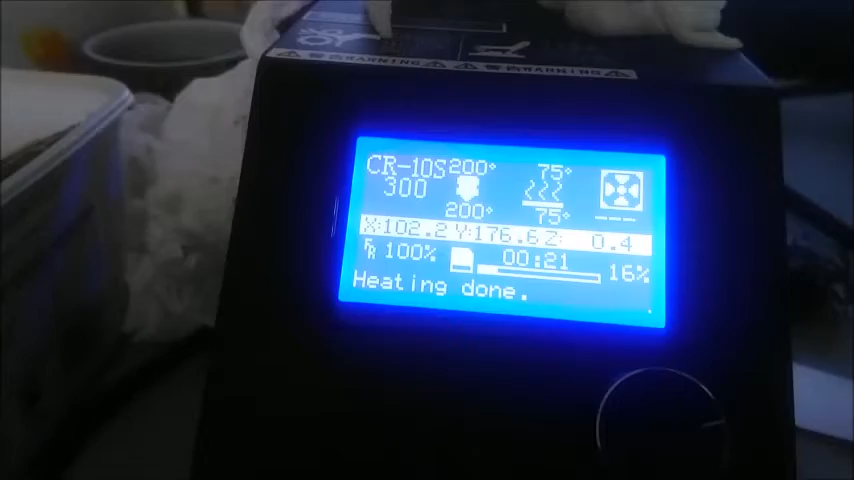 WARNING WARNING
CR-10S 200° 75°
300
200° 75°
X:102.2 Y:176.6 Z: 0.4
FR 100% 00:21 16%
Heating done.